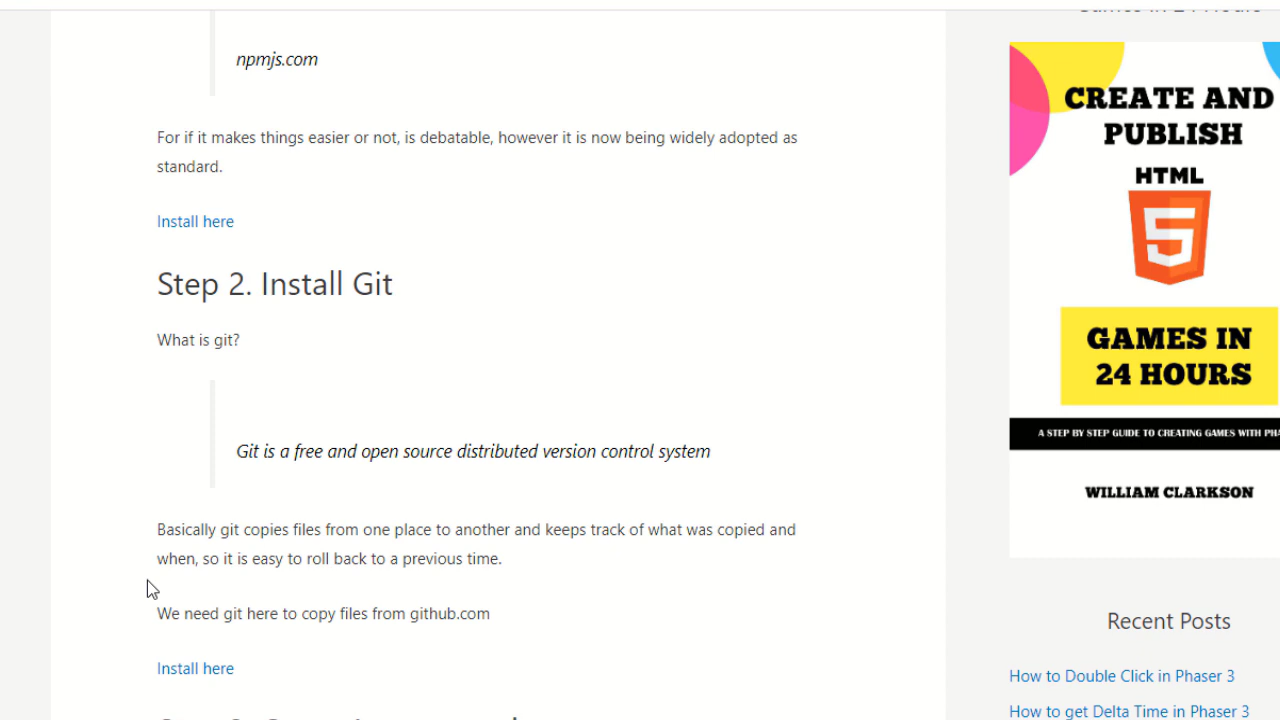 npmjs.com
For if it makes things easier or not, is debatable, however it is now being widely adopted as
standard.
Install here
Step 2. Install Git
What is git?
Git is a free and open source distributed version control system
Basically git copies files from one place to another and keeps track of what was copied and
when, so it is easy to roll back to a previous time.
We need git here to copy files from github.com
Install here
CREATE AND
PUBLISH
HTML
5
GAMES IN
24 HOURS
A STEP BY STEP GUIDE TO CREATING GAMES WITH
WILLIAM CLARKSON
Recent Posts
How to Double Click in Phaser 3
How to get Delta Time in Phaser 3